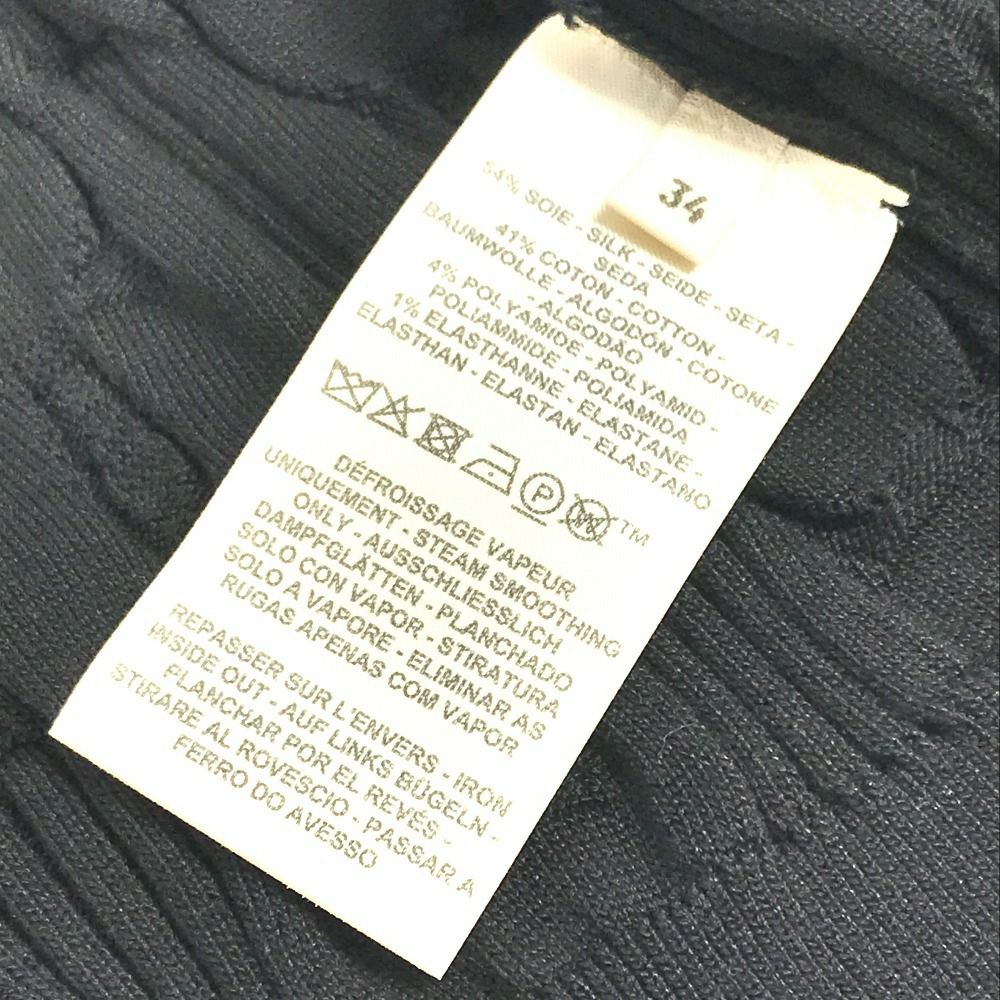 34
54% SOIE - SILK - SEIDE - SETA -
SEDA
41% COTON - COTTON -
BAUMWOLLE - ALGODÓN - COTONE
- ALGODÃO
4% POLYAMIDE - POLYAMID -
POLIAMMIDE - POLIAMIDA
1% ELASTHANNE - ELASTANE -
ELASTHAN - ELASTAN - ELASTANO
P
TM
DÉFROISSAGE VAPEUR
UNIQUEMENT - STEAM SMOOTHING
ONLY - AUSSCHLIESSLICH
DAMPFGLÄTTEN - PLANCHADO
SOLO CON VAPOR - STIRATURA
SOLO A VAPORE - ELIMINAR AS
RUGAS APENAS COM VAPOR
REPASSER SUR L'ENVERS - IRON
INSIDE OUT - AUF LINKS BÜGELN -
PLANCHAR POR EL REVÉS -
STIRARE AL ROVESCIO - PASSAR A
FERRO DO AVESSO